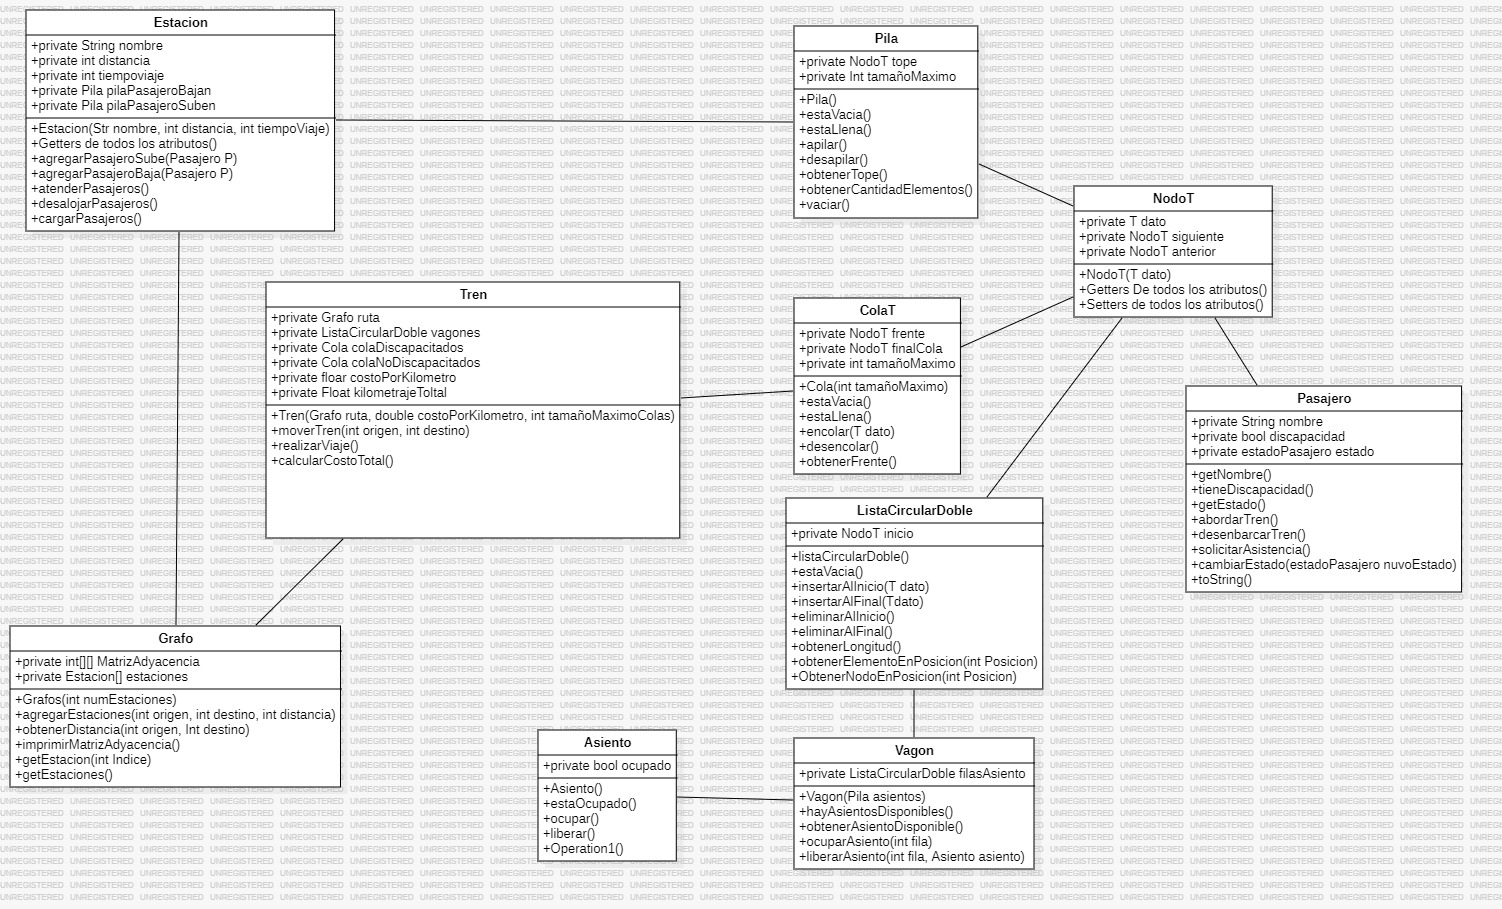 Estacion
+private String nombre
+private int distancia
+private int tiempoviaje
+private Pila pilaPasajeroBajan
+private Pila pilaPasajeroSuben
+Estacion(Str nombre, int distancia, int tiempoViaje)
+Getters de todos los atributos()
+agregarPasajeroSube(Pasajero P)
+agregarPasajeroBaja(Pasajero P)
+atenderPasajeros()
+desalojarPasajeros()
+cargarPasajeros()
Pila
+private NodoT tope
+private Int tamañoMaximo
+Pila()
+estaVacia()
+estaLlena()
+apilar()
+desapilar()
+obtenerTope()
+obtenerCantidadElementos()
+vaciar()
NodoT
+private T dato
+private NodoT siguiente
+private NodoT anterior
+NodoT(T dato)
+Getters De todos los atributos()
+Setters de todos los atributos()
Tren
+private Grafo ruta
+private ListaCircularDoble vagones
+private Cola colaDiscapacitados
+private Cola colaNoDiscapacitados
+private floar costoPorKilometro
+private Float kilometrajeToltal
+Tren(Grafo ruta, double costoPorKilometro, int tamañoMaximoColas)
+moverTren(int origen, int destino)
+realizarViaje()
+calcularCostoTotal()
ColaT
+private NodoT frente
+private NodoT finalCola
+private int tamañoMaximo
+Cola(int tamañoMaximo)
+estaVacia()
+estaLlena()
+encolar(T dato)
+desencolar()
+obtenerFrente()
Pasajero
+private String nombre
+private bool discapacidad
+private estadoPasajero estado
+getNombre()
+tieneDiscapacidad()
+getEstado()
+abordarTren()
+desenbarcarTren()
+solicitarAsistencia()
+cambiarEstado(estadoPasajero nuvoEstado)
+toString()
ListaCircularDoble
+private NodoT inicio
+listaCircularDoble()
+estaVacia()
+insertarAlInicio(T dato)
+insertarAlFinal(Tdato)
+eliminarAlInicio()
+eliminarAlFinal()
+obtenerLongitud()
+obtenerElementoEnPosicion(int Posicion)
+ObtenerNodoEnPosicion(int Posicion)
Grafo
+private int[][] MatrizAdyacencia
+private Estacion[] estaciones
+Grafos(int numEstaciones)
+agregarEstaciones(int origen, int destino, int distancia)
+obtenerDistancia(int origen, Int destino)
+imprimirMatrizAdyacencia()
+getEstacion(int Indice)
+getEstaciones()
Asiento
+private bool ocupado
+Asiento()
+estaOcupado()
+ocupar()
+liberar()
+Operation1()
Vagon
+private ListaCircularDoble filasAsiento
+Vagon(Pila asientos)
+hayAsientosDisponibles()
+obtenerAsientoDisponible()
+ocuparAsiento(int fila)
+liberarAsiento(int fila, Asiento asiento)
UNREGISTERED